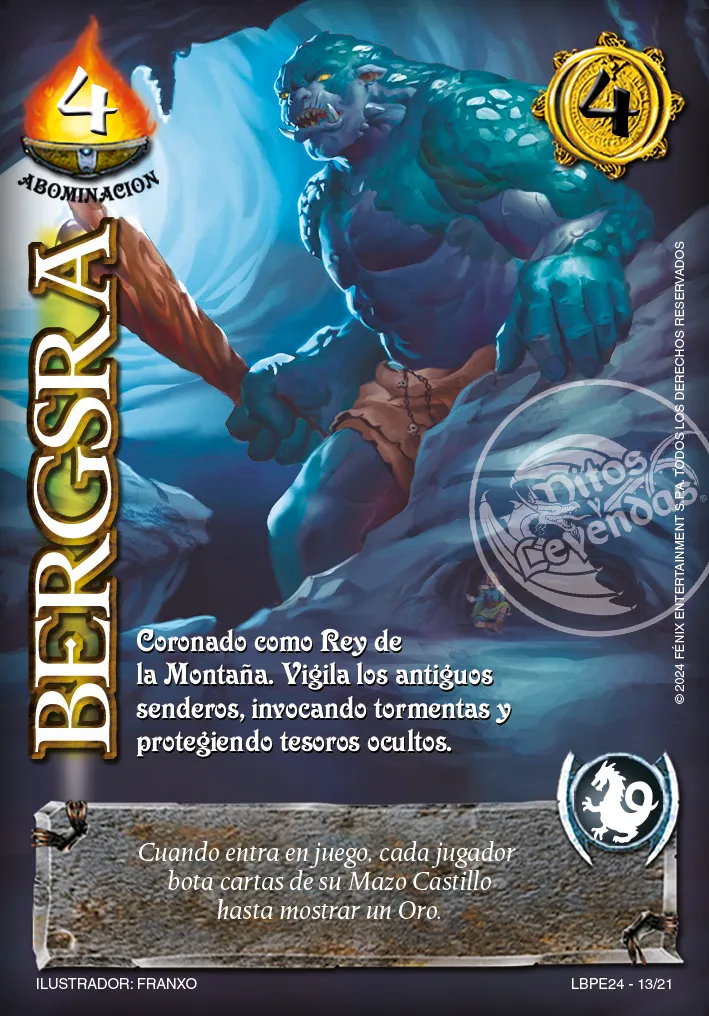 4
ABOMINACION
4
BERGSRA
Coronado como Rey de
la Montaña. Vigila los antiguos
senderos, invocando tormentas y
protegiendo tesoros ocultos.
Mitos
y
Leyendas®
© 2024 FÉNIX ENTERTAINMENT S.P.A. TODOS LOS DERECHOS RESERVADOS
Cuando entra en juego, cada jugador
bota cartas de su Mazo Castillo
hasta mostrar un Oro.
ILUSTRADOR: FRANXO
LBPE24 - 13/21